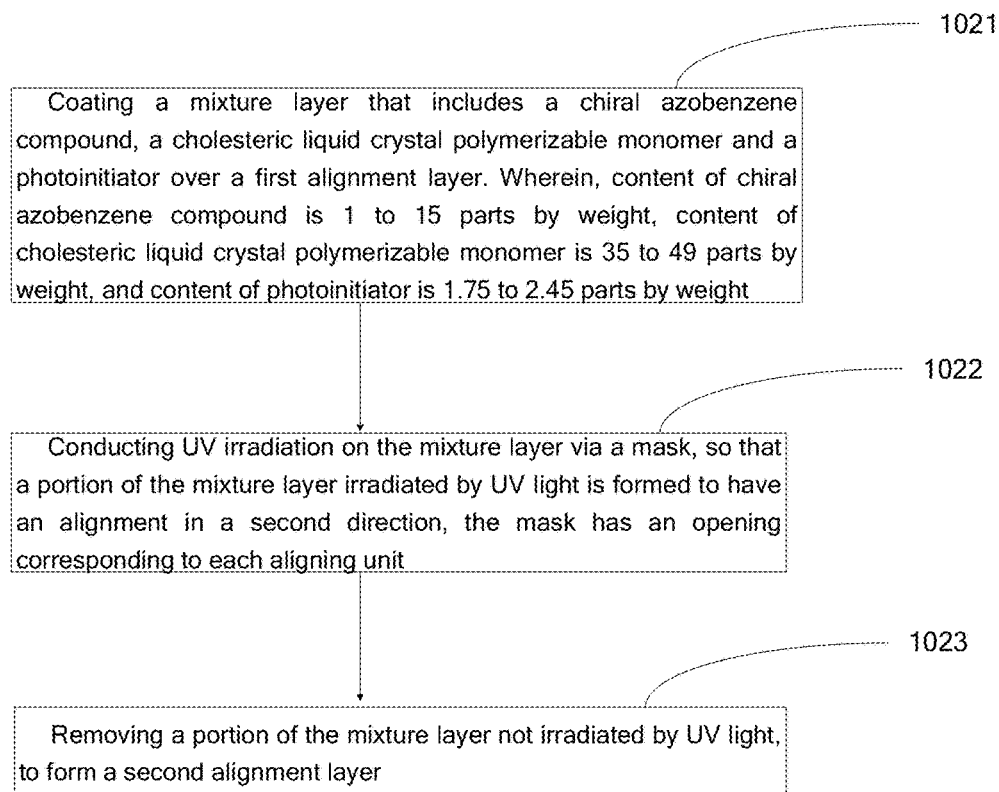 1021
Coating a mixture layer that includes a chiral azobenzene
compound, a cholesteric liquid crystal polymerizable monomer and a
photoinitiator over a first alignment layer. Wherein, content of chiral
azobenzene compound is 1 to 15 parts by weight, content of
cholesteric liquid crystal polymerizable monomer is 35 to 49 parts by
weight, and content of photoinitiator is 1.75 to 2.45 parts by weight
1022
Conducting UV irradiation on the mixture layer via a mask, so that
a portion of the mixture layer irradiated by UV light is formed to have
an alignment in a second direction, the mask has an opening
corresponding to each aligning unit
1023
Removing a portion of the mixture layer not irradiated by UV light,
to form a second alignment layer